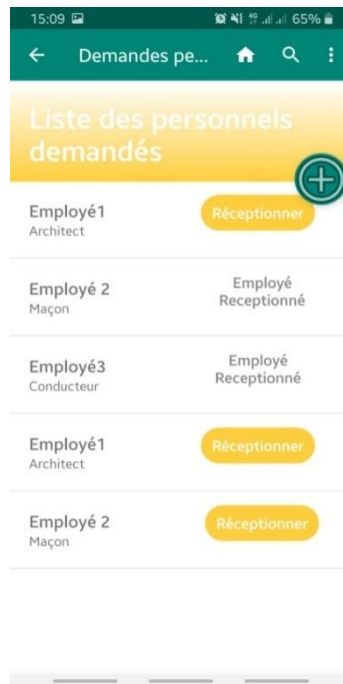 15:09 4G 65%
Demandes pe...
Liste des personnels
demandés
Employé1
Architect
Réceptionner
Employé 2
Maçon
Employé
Receptionné
Employé3
Conducteur
Employé
Receptionné
Employé1
Architect
Réceptionner
Employé 2
Maçon
Réceptionner